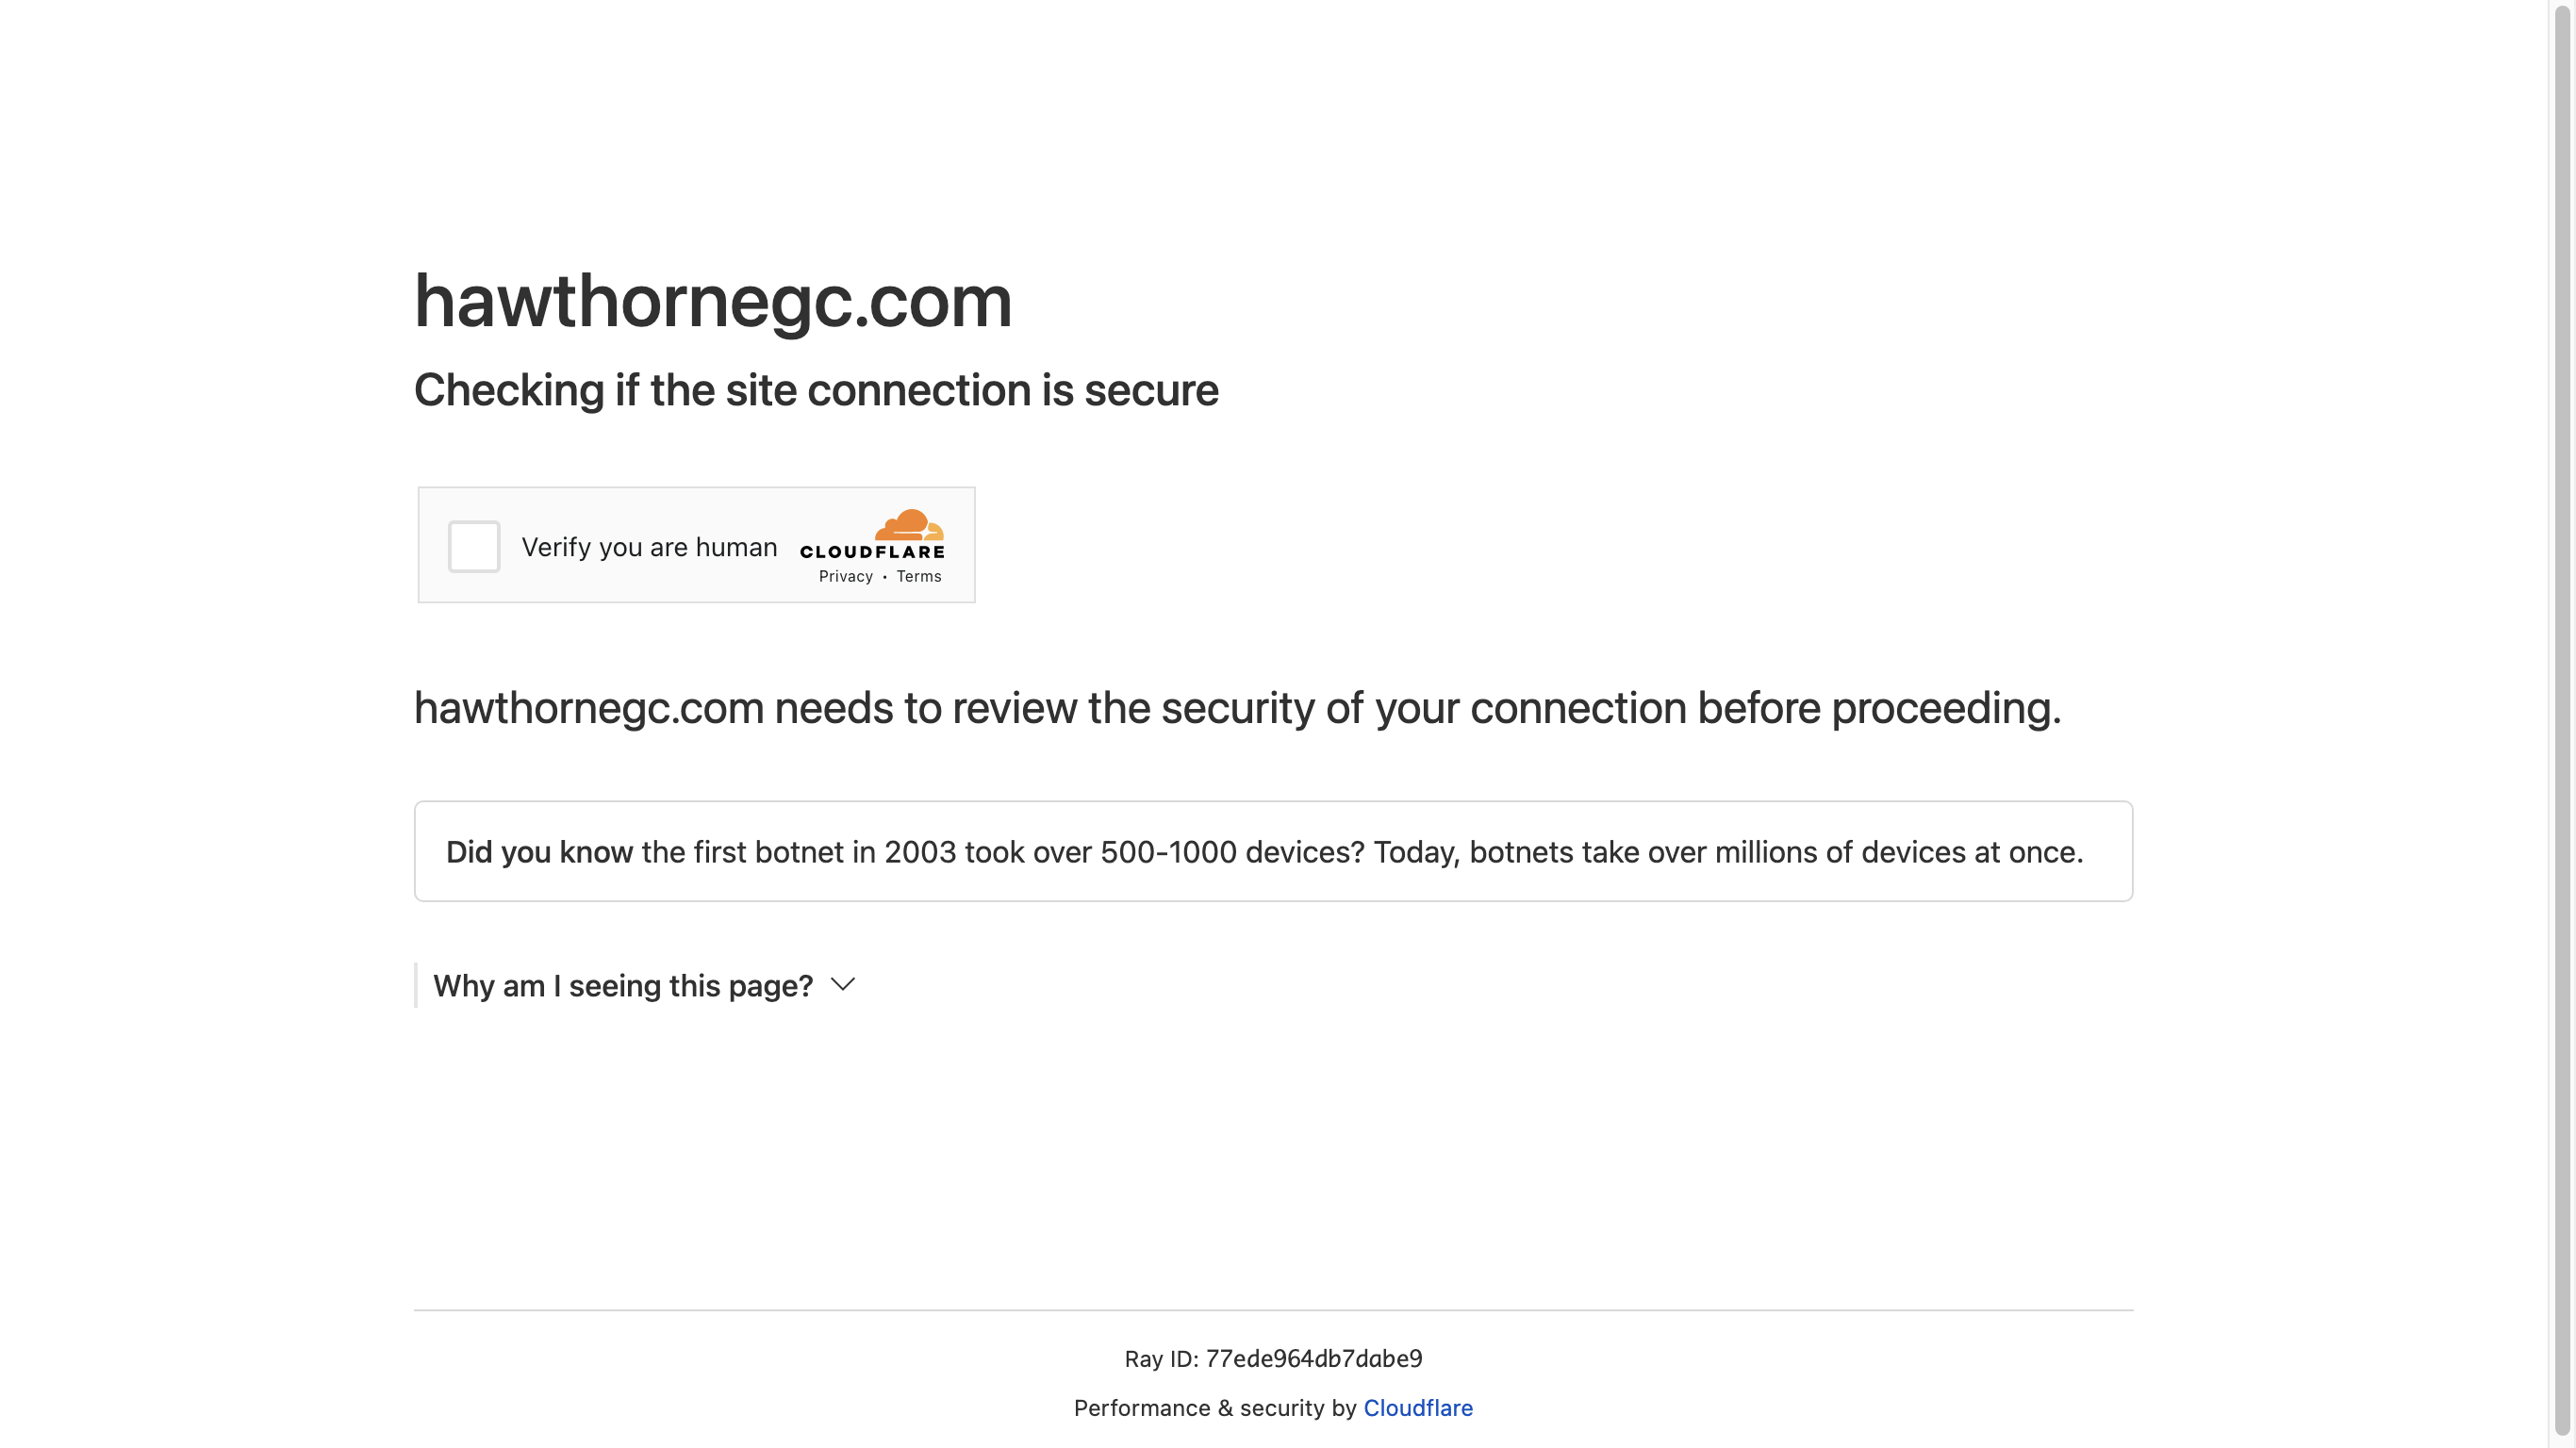 hawthornegc.com
Checking if the site connection is secure
Verify you are human
CLOUDFLARE
Privacy • Terms
hawthornegc.com needs to review the security of your connection before proceeding.
Did you know the first botnet in 2003 took over 500-1000 devices? Today, botnets take over millions of devices at once.
Why am I seeing this page?
Ray ID: 77ede964db7dabe9
Performance & security by Cloudflare